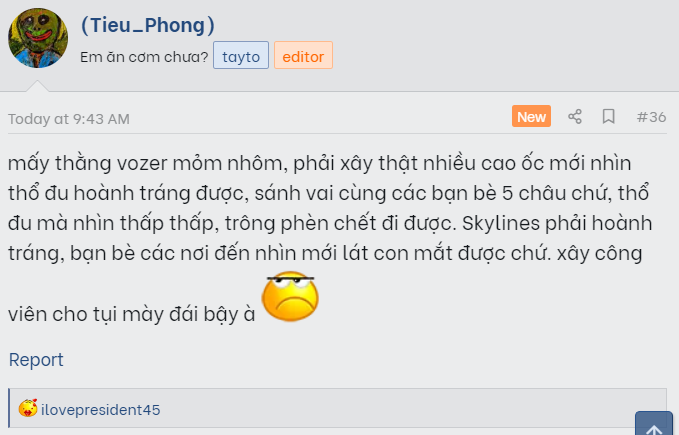 (Tieu_Phong)
Em ăn cơm chưa? tayto editor
Today at 9:43 AM New #36
mấy thằng vozer mỏm nhôm, phải xây thật nhiều cao ốc mới nhìn
thổ đu hoành tráng được, sánh vai cùng các bạn bè 5 châu chứ, thổ
đu mà nhìn thấp thấp, trông phèn chết đi được. Skylines phải hoành
tráng, bạn bè các nơi đến nhìn mới lát con mắt được chứ. xây công
viên cho tụi mày đái bậy à
Report
ilovepresident45